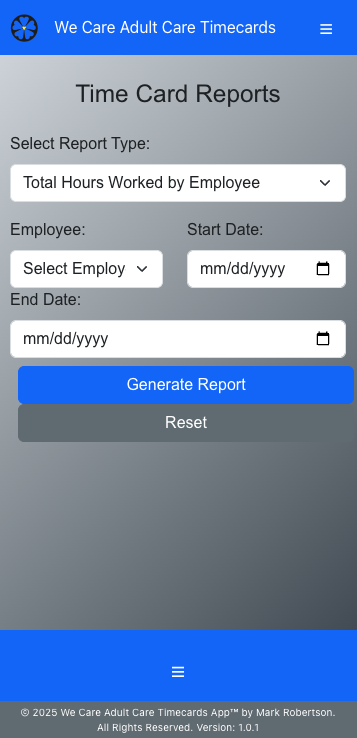 We Care Adult Care Timecards
Time Card Reports
Select Report Type:
Total Hours Worked by Employee
Employee: Start Date:
Select Employ mm/dd/yyyy
End Date:
mm/dd/yyyy
Generate Report
Reset
© 2025 We Care Adult Care Timecards App™ by Mark Robertson.
All Rights Reserved. Version: 1.0.1